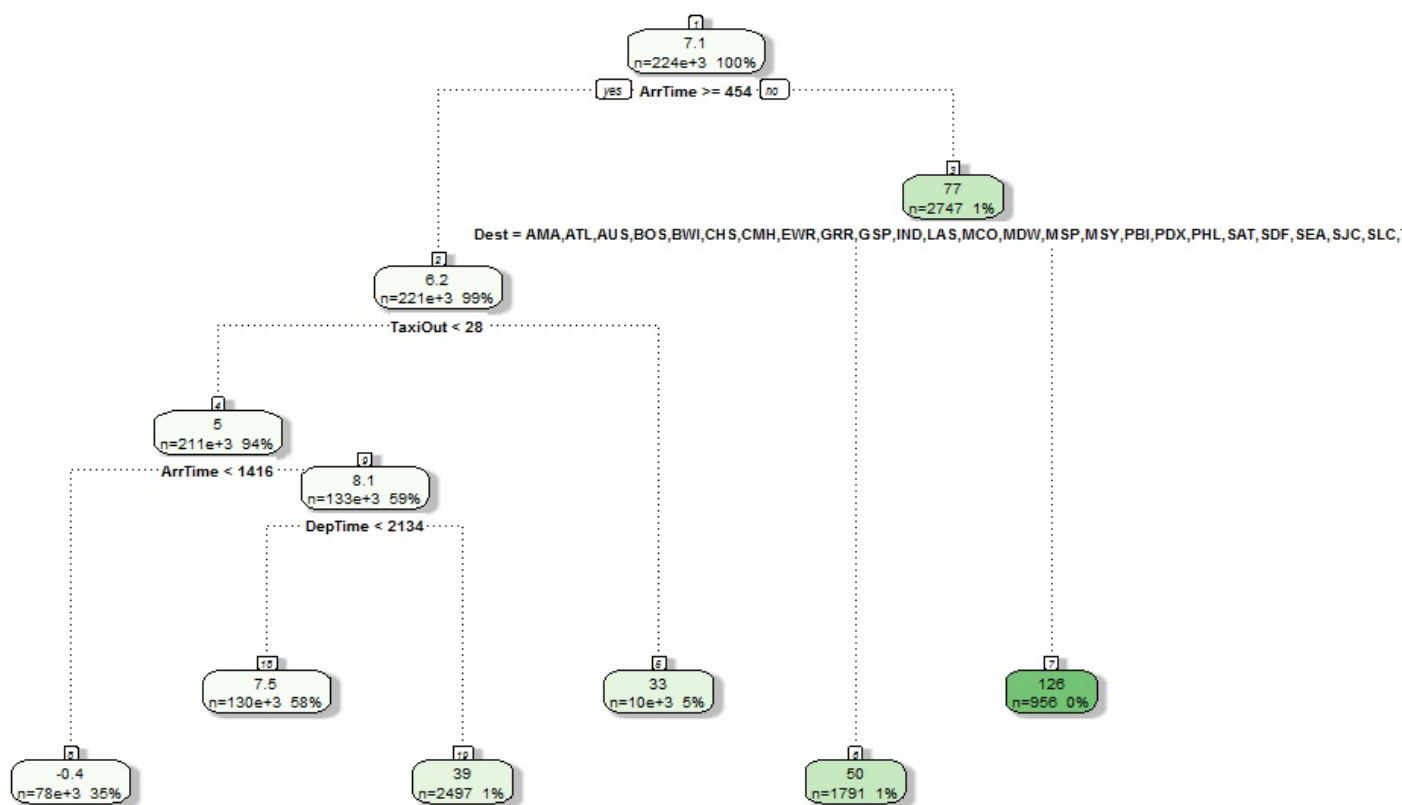 1
7.1
n=224e+3 100%
yes ArrTime >= 454 no
3
77
n=2747 1%
Dest = AMA,ATL,AUS,BOS,BWI,CHS,CMH,EWR,GRR,GSP,IND,LAS,MCO,MDW,MSP,MSY,PBI,PDX,PHL,SAT,SDF,SEA,SJC,SLC,
2
6.2
n=221e+3 99%
TaxiOut < 28
4
5
n=211e+3 94%
ArrTime < 1416
9
8.1
n=133e+3 59%
DepTime < 2134
18
7.5
n=130e+3 58%
5
33
n=10e+3 5%
7
126
n=956 0%
8
-0.4
n=78e+3 35%
19
39
n=2497 1%
6
50
n=1791 1%